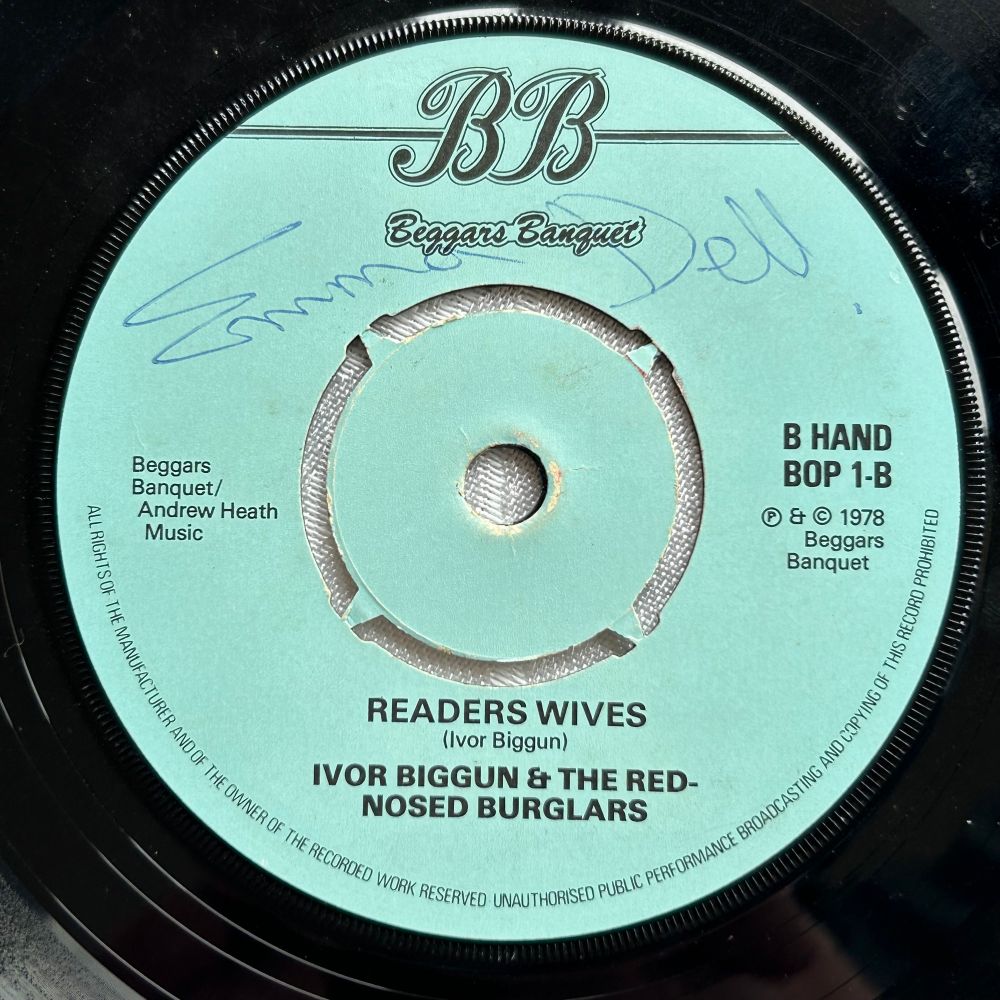 BB
Beggars Banquet
Emma Dell.
B HAND
BOP 1-B
Beggars
Banquet/
Andrew Heath
Music
℗ & © 1978
Beggars
Banquet
READERS WIVES
(Ivor Biggun)
IVOR BIGGUN & THE RED-
NOSED BURGLARS
ALL RIGHTS OF THE MANUFACTURER AND OF THE OWNER OF THE RECORDED WORK RESERVED UNAUTHORISED PUBLIC PERFORMANCE BROADCASTING AND COPYING OF THIS RECORD PROHIBITED